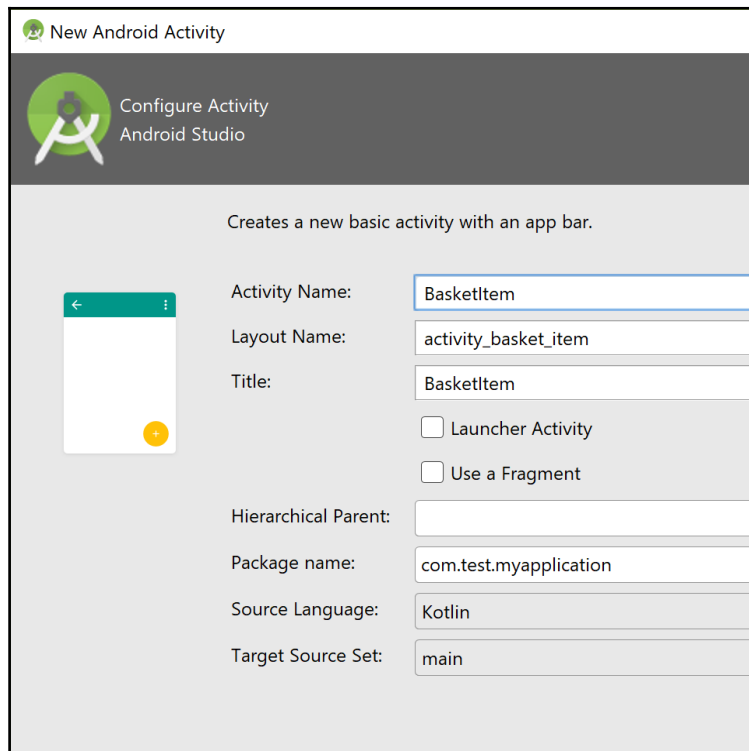 New Android Activity
Configure Activity
Android Studio
Creates a new basic activity with an app bar.
Activity Name: BasketItem
Layout Name: activity_basket_item
Title: BasketItem
Launcher Activity
Use a Fragment
Hierarchical Parent:
Package name: com.test.myapplication
Source Language: Kotlin
Target Source Set: main